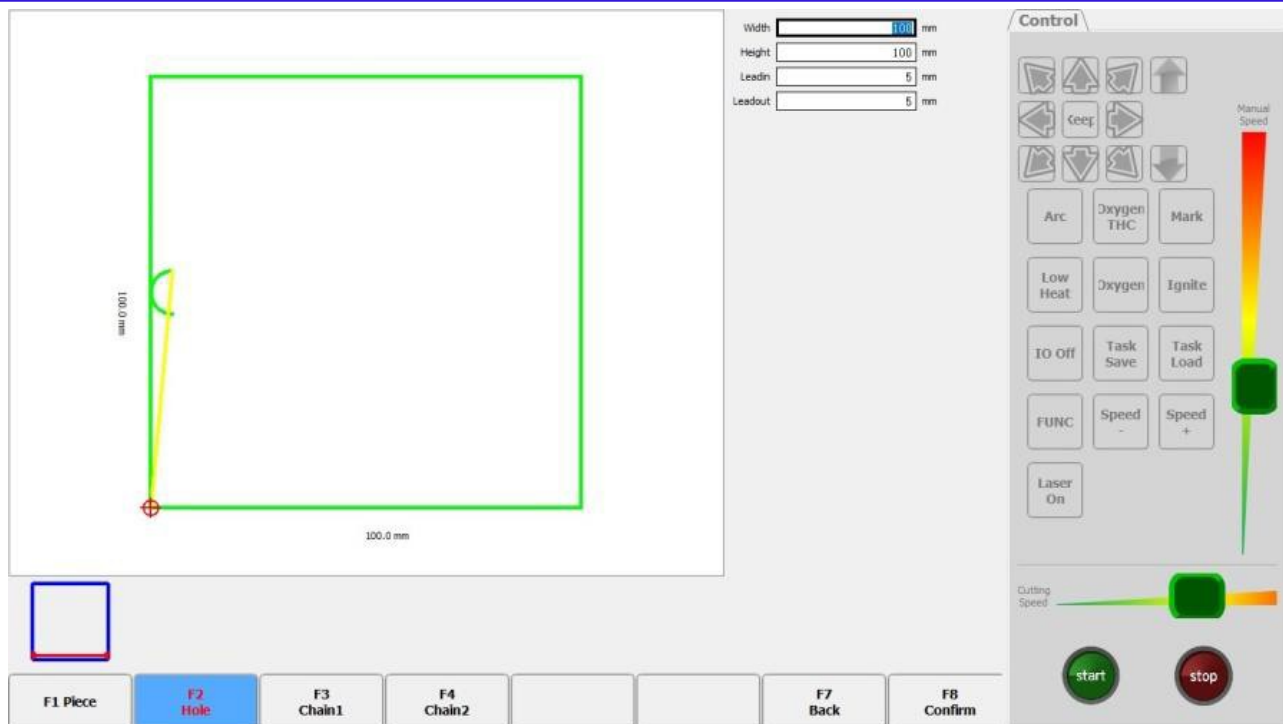 Width 100 mm
Height 100 mm
Leadin 5 mm
Leadout 5 mm
100.0 mm
100.0 mm
Control
Keep
Manual
Speed
Arc
Oxygen
THC
Mark
Low
Heat
Oxygen
Ignite
IO Off
Task
Save
Task
Load
FUNC
Speed
-
Speed
+
Laser
On
Cutting
Speed
start
stop
F1 Piece
F2
Hole
F3
Chain1
F4
Chain2
F7
Back
F8
Confirm